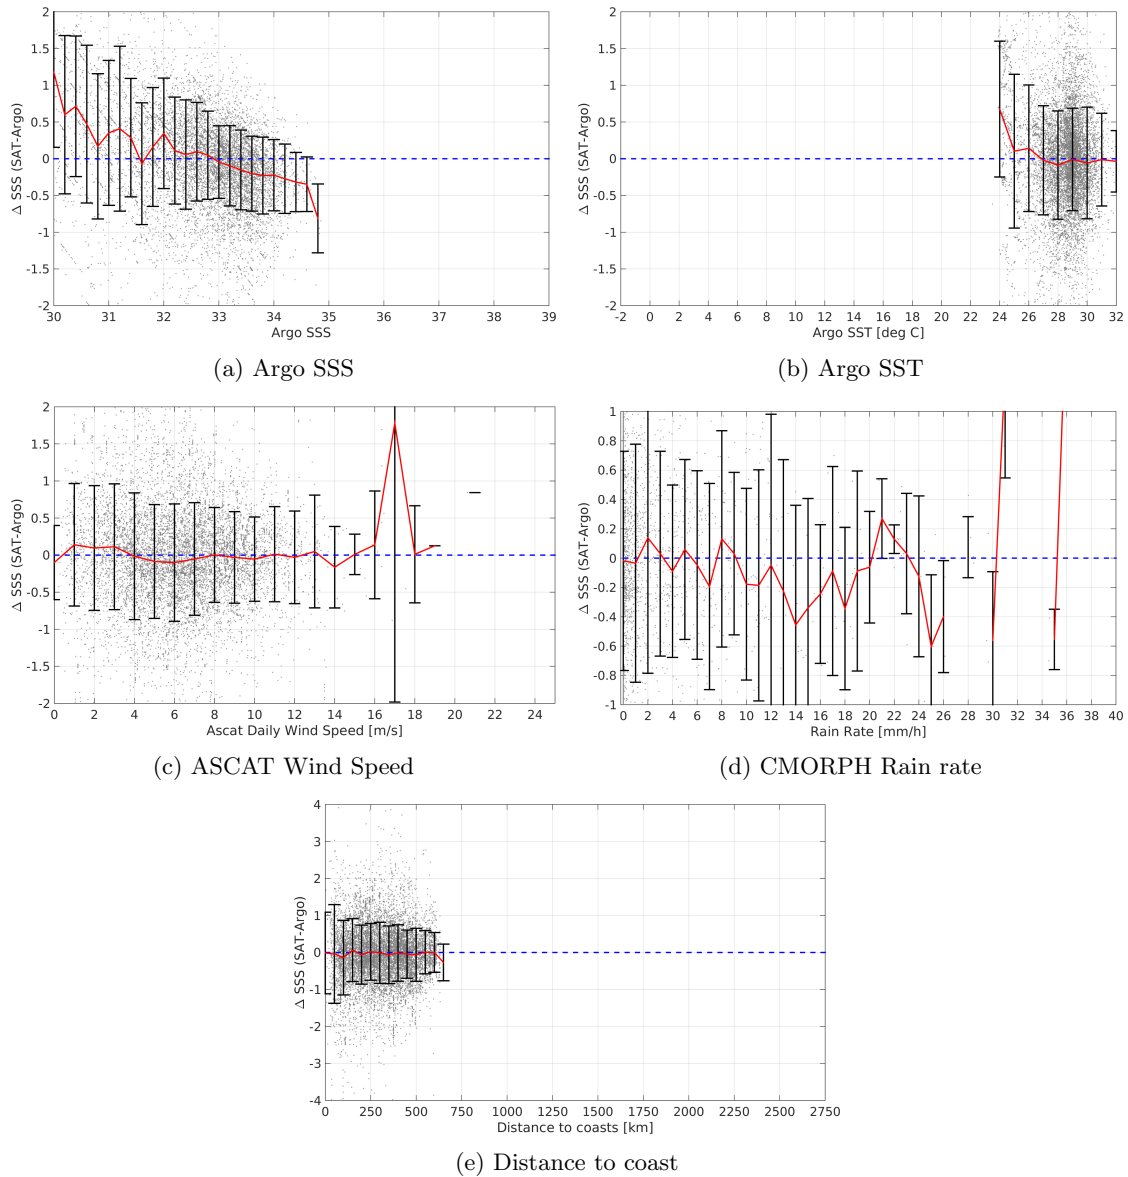 2
1.5
1
0.5
0
-0.5
-1
-1.5
-2
Δ SSS (SAT-Argo)
30 31 32 33 34 35 36 37 38 39
Argo SSS
(a) Argo SSS
2
1.5
1
0.5
0
-0.5
-1
-1.5
-2
Δ SSS (SAT-Argo)
-2 0 2 4 6 8 10 12 14 16 18 20 22 24 26 28 30 32
Argo SST [deg C]
(b) Argo SST
2
1.5
1
0.5
0
-0.5
-1
-1.5
-2
Δ SSS (SAT-Argo)
0 2 4 6 8 10 12 14 16 18 20 22 24
Ascat Daily Wind Speed [m/s]
(c) ASCAT Wind Speed
1
0.8
0.6
0.4
0.2
0
-0.2
-0.4
-0.6
-0.8
-1
Δ SSS (SAT-Argo)
0 2 4 6 8 10 12 14 16 18 20 22 24 26 28 30 32 34 36 38 40
Rain Rate [mm/h]
(d) CMORPH Rain rate
4
3
2
1
0
-1
-2
-3
-4
Δ SSS (SAT-Argo)
0 250 500 750 1000 1250 1500 1750 2000 2250 2500 2750
Distance to coasts [km]
(e) Distance to coast